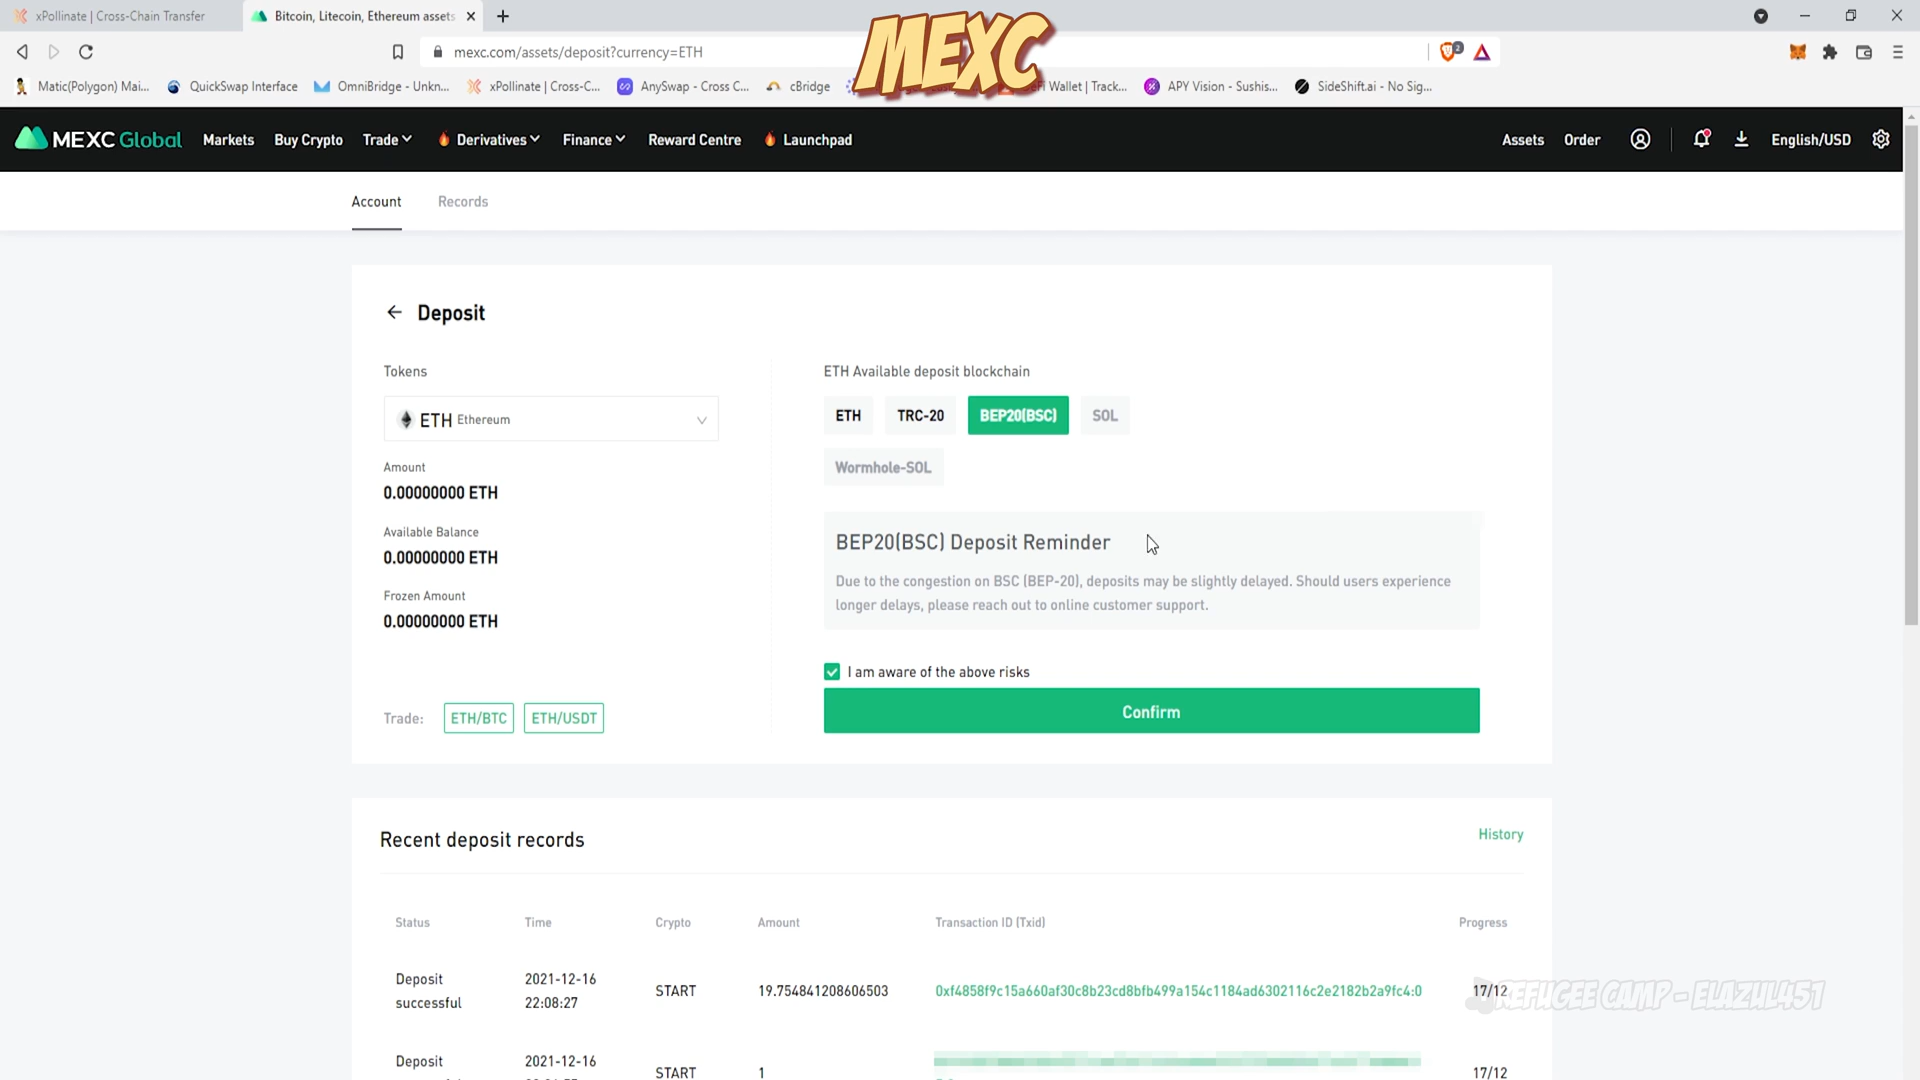 xPollinate | Cross-Chain Transfer
Bitcoin, Litecoin, Ethereum assets
mexc.com/assets/deposit?currency=ETH
2
MEXC
Matic(Polygon) Mai...
QuickSwap Interface
OmniBridge - Unkn...
xPollinate | Cross-C...
AnySwap - Cross C...
cBridge
Fi Wallet | Track...
APY Vision - Sushis...
SideShift.ai - No Sig...
MEXC Global
Markets
Buy Crypto
Trade
Derivatives
Finance
Reward Centre
Launchpad
Assets
Order
English/USD
Account
Records
Deposit
Tokens
ETH Ethereum
Amount
0.00000000 ETH
Available Balance
0.00000000 ETH
Frozen Amount
0.00000000 ETH
Trade:
ETH/BTC
ETH/USDT
ETH Available deposit blockchain
ETH
TRC-20
BEP20(BSC)
SOL
Wormhole-SOL
BEP20(BSC) Deposit Reminder
Due to the congestion on BSC (BEP-20), deposits may be slightly delayed. Should users experience
longer delays, please reach out to online customer support.
I am aware of the above risks
Confirm
Recent deposit records
History
Status
Time
Crypto
Amount
Transaction ID (Txid)
Progress
Deposit
successful
2021-12-16
22:08:27
START
19.754841208606503
0xf4858f9c15a660af30c8b23cd8bfb499a154c1184ad6302116c2e2182b2a9fc4:0
17/12
REFUGEE CAMP - ELAZUL451
Deposit
2021-12-16
START
1
17/12